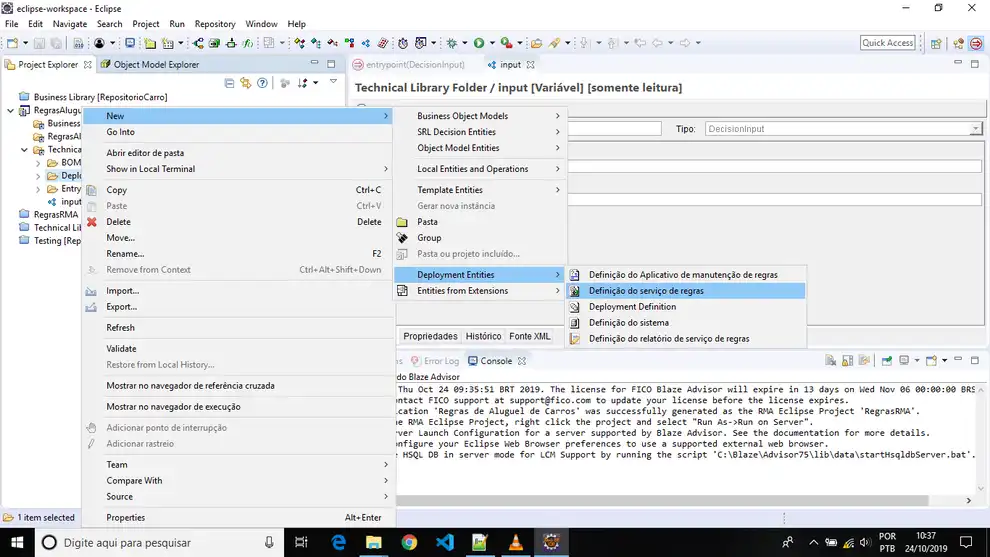 eclipse-workspace - Eclipse
File Edit Navigate Search Project Run Repository Window Help
Quick Access
Project Explorer Object Model Explorer
entrypoint(DecisionInput) input
Technical Library Folder / input [Variável] [somente leitura]
Tipo: DecisionInput
Business Library [RepositorioCarro]
RegrasAlugu
Business
RegrasAl
Technica
BOM
Deplo
Entry
input
RegrasRMA
Technical Lib
Testing [Rep
New
Go Into
Abrir editor de pasta
Show in Local Terminal
Copy Ctrl+C
Paste Ctrl+V
Delete Delete
Move...
Rename... F2
Remove from Context Ctrl+Alt+Shift+Down
Import...
Export...
Refresh
Validate
Restore from Local History...
Mostrar no navegador de referência cruzada
Mostrar no navegador de execução
Adicionar ponto de interrupção
Adicionar rastreio
Team
Compare With
Source
Properties Alt+Enter
Business Object Models
SRL Decision Entities
Object Model Entities
Local Entities and Operations
Template Entities
Gerar nova instância
Pasta
Group
Pasta ou projeto incluído...
Deployment Entities
Entities from Extensions
Definição do Aplicativo de manutenção de regras
Definição do serviço de regras
Deployment Definition
Definição do sistema
Definição do relatório de serviço de regras
Propriedades Histórico Fonte XML
Error Log Console
do Blaze Advisor
Thu Oct 24 09:35:51 BRT 2019. The license for FICO Blaze Advisor will expire in 13 days on Wed Nov 06 00:00:00 BRS
ontact FICO support at support@fico.com to update your license before the license expires.
ication 'Regras de Aluguel de Carros' was successfully generated as the RMA Eclipse Project 'RegrasRMA'.
he RMA Eclipse Project, right click the project and select "Run As->Run on Server".
rver Launch Configuration for a server supported by Blaze Advisor. See the documentation for more details.
onfigure your Eclipse Web Browser preferences to use a supported external web browser.
e HSQL DB in server mode for LCM Support by running the script 'C:\Blaze\Advisor75\lib\data\startHsqldbServer.bat'.
1 item selected
Digite aqui para pesquisar
POR
PTB
10:37
24/10/2019